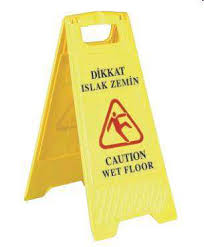 DİKKAT
ISLAK ZEMİN
CAUTION
WET FLOOR